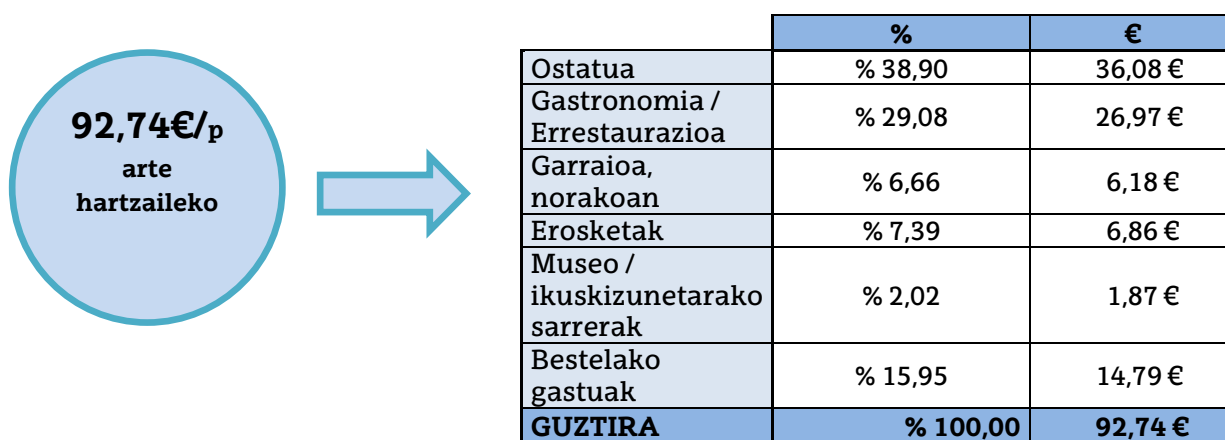 92,74€/p
arte
hartzaileko
% €
Ostatua % 38,90 36,08 €
Gastronomia /
Errestaurazioa % 29,08 26,97 €
Garraioa,
norakoan % 6,66 6,18 €
Erosketak % 7,39 6,86 €
Museo /
ikuskizunetarako % 2,02 1,87 €
sarrerak
Bestelako
gastuak % 15,95 14,79 €
GUZTIRA % 100,00 92,74 €